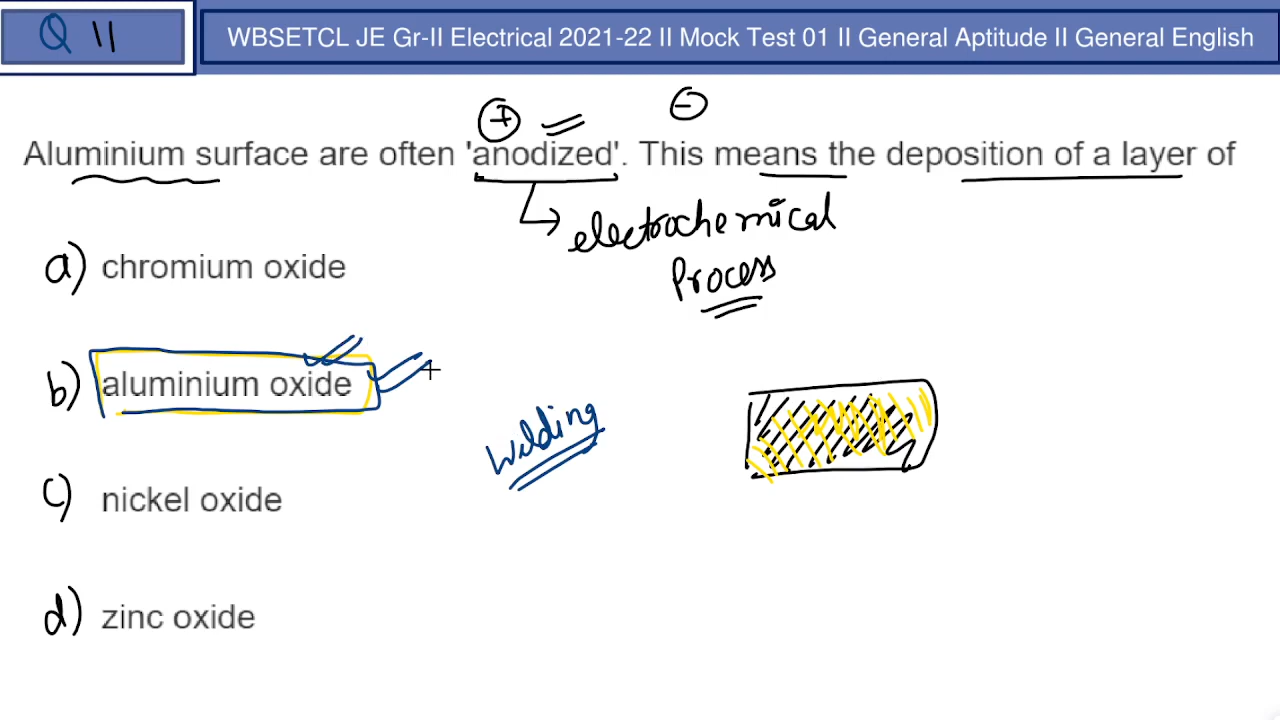 Q 11
WBSETCL JE Gr-II Electrical 2021-22 II Mock Test 01 II General Aptitude II General English
+ −
Aluminium surface are often 'anodized'. This means the deposition of a layer of
electrochemical
Process
a) chromium oxide
b) aluminium oxide
welding
c) nickel oxide
d) zinc oxide